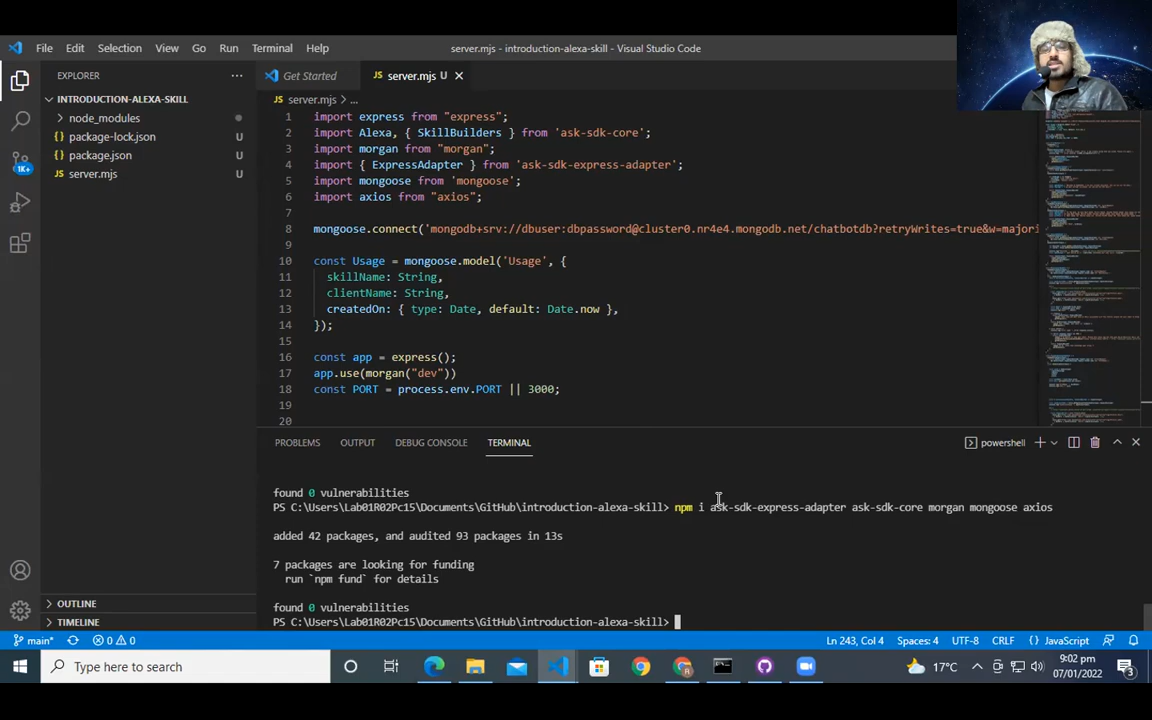 File Edit Selection View Go Run Terminal Help server.mjs - introduction-alexa-skill - Visual Studio Code
EXPLORER ... Get Started JS server.mjs U
INTRODUCTION-ALEXA-SKILL JS server.mjs > ...
node_modules
package-lock.json U
package.json U
JS server.mjs U
1K+
1 import express from "express";
2 import Alexa, { SkillBuilders } from 'ask-sdk-core';
3 import morgan from "morgan";
4 import { ExpressAdapter } from 'ask-sdk-express-adapter';
5 import mongoose from 'mongoose';
6 import axios from "axios";
7
8 mongoose.connect('mongodb+srv://dbuser:dbpassword@cluster0.nr4e4.mongodb.net/chatbotdb?retryWrites=true&w=majori
9
10 const Usage = mongoose.model('Usage', {
11 skillName: String,
12 clientName: String,
13 createdOn: { type: Date, default: Date.now },
14 });
15
16 const app = express();
17 app.use(morgan("dev"))
18 const PORT = process.env.PORT || 3000;
19
20
PROBLEMS OUTPUT DEBUG CONSOLE TERMINAL powershell
found 0 vulnerabilities
PS C:\Users\Lab01R02Pc15\Documents\GitHub\introduction-alexa-skill> npm i ask-sdk-express-adapter ask-sdk-core morgan mongoose axios
added 42 packages, and audited 93 packages in 13s
7 packages are looking for funding
run `npm fund` for details
found 0 vulnerabilities
PS C:\Users\Lab01R02Pc15\Documents\GitHub\introduction-alexa-skill>
OUTLINE
TIMELINE
main* 0 0 Ln 243, Col 4 Spaces: 4 UTF-8 CRLF JavaScript
Type here to search 17°C 9:02 pm
07/01/2022 3